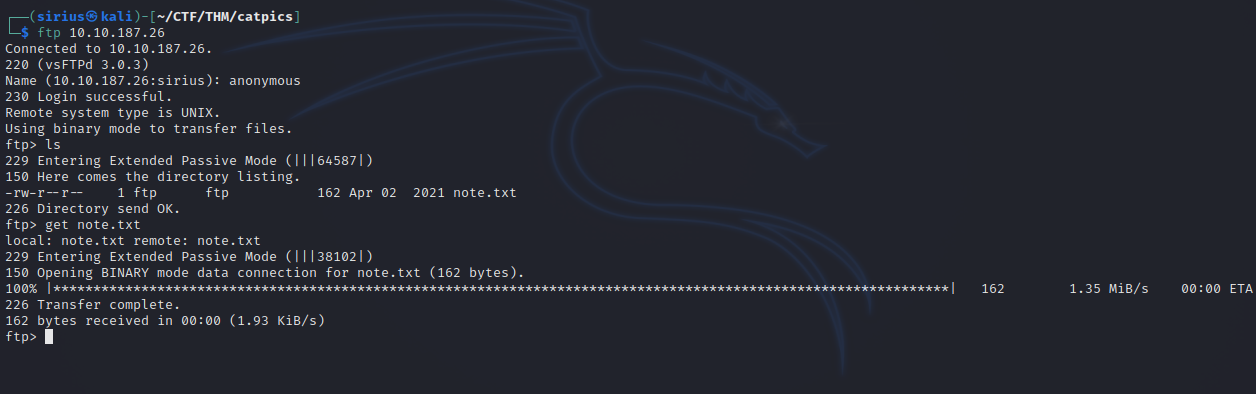 ┌──(sirius㉿kali)-[~/CTF/THM/catpics]
└─$ ftp 10.10.187.26
Connected to 10.10.187.26.
220 (vsFTPd 3.0.3)
Name (10.10.187.26:sirius): anonymous
230 Login successful.
Remote system type is UNIX.
Using binary mode to transfer files.
ftp> ls
229 Entering Extended Passive Mode (|||64587|)
150 Here comes the directory listing.
-rw-r--r--    1 ftp      ftp           162 Apr 02  2021 note.txt
226 Directory send OK.
ftp> get note.txt
local: note.txt remote: note.txt
229 Entering Extended Passive Mode (|||38102|)
150 Opening BINARY mode data connection for note.txt (162 bytes).
100% |***************************************************************************************************************|   162        1.35 MiB/s    00:00 ETA
226 Transfer complete.
162 bytes received in 00:00 (1.93 KiB/s)
ftp>